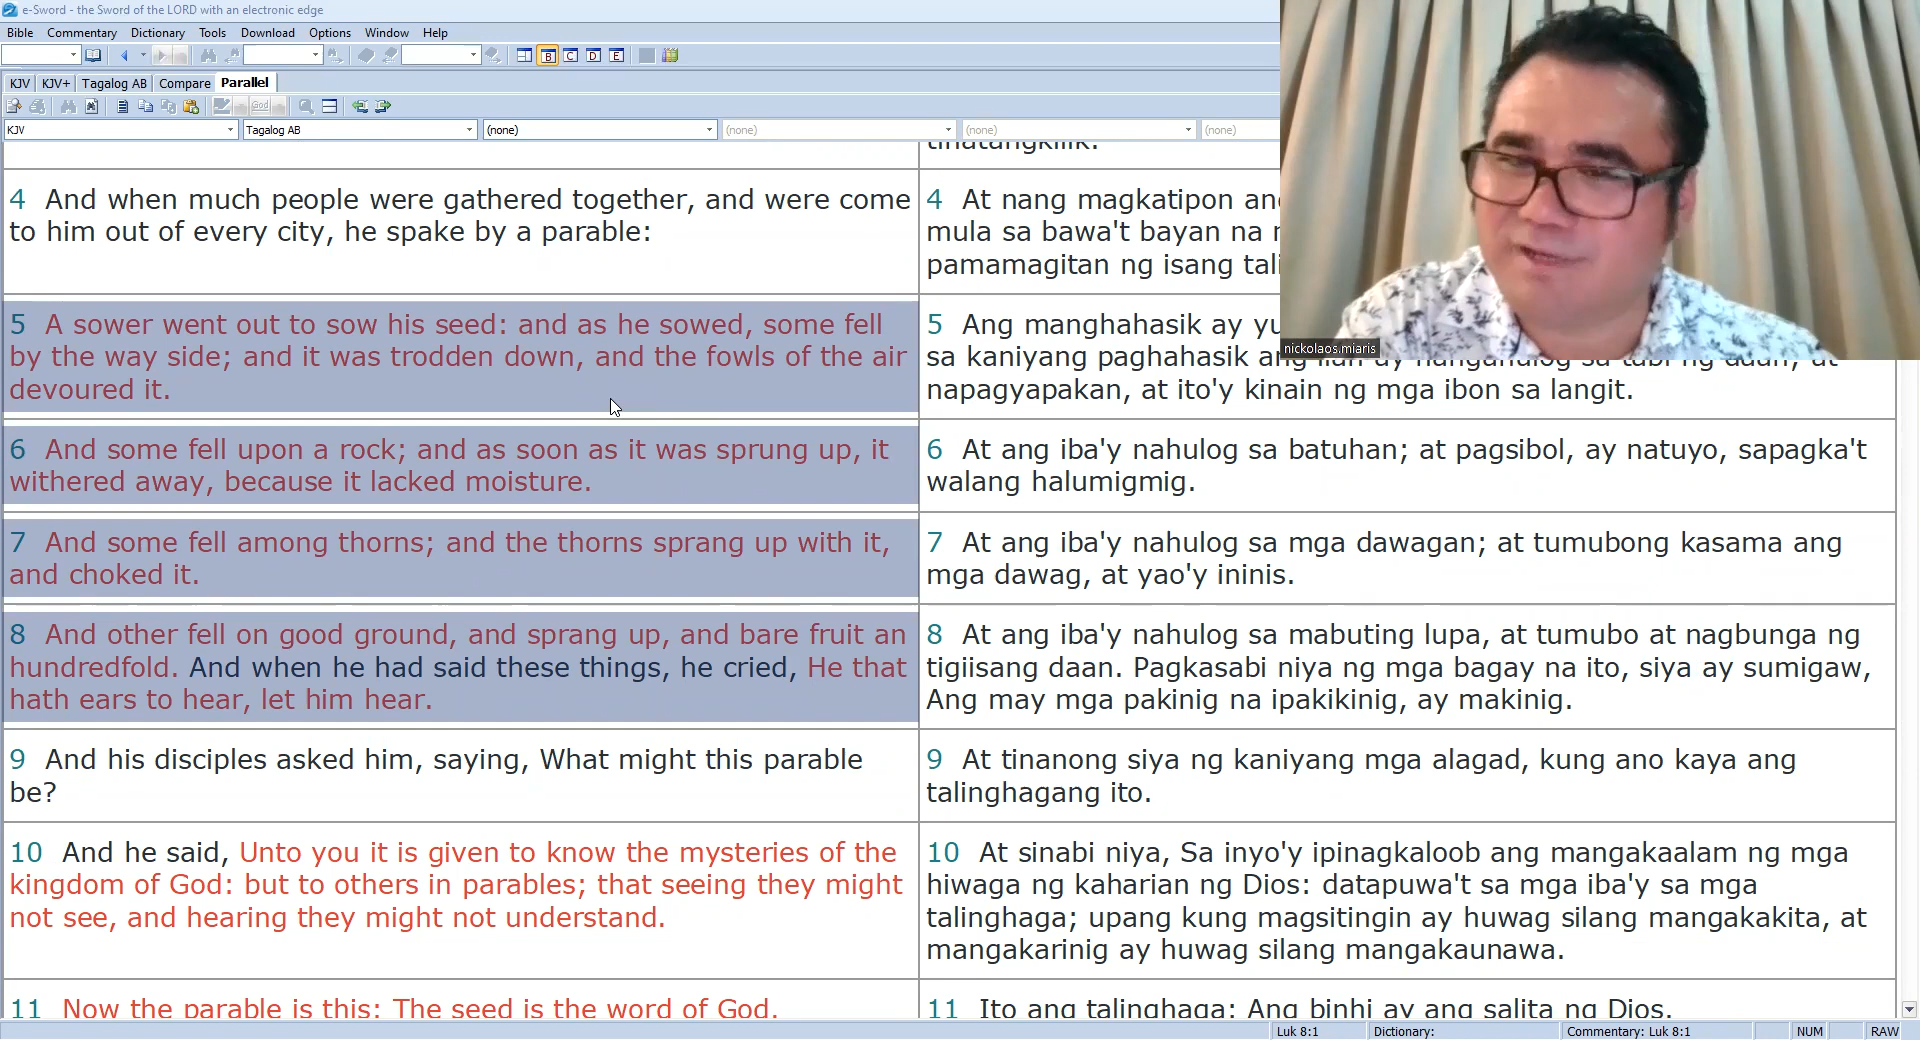 e-Sword - the Sword of the LORD with an electronic edge
Bible Commentary Dictionary Tools Download Options Window Help
B C D E
KJV KJV+ Tagalog AB Compare Parallel
God
KJV Tagalog AB (none) (none) (none) (none)
4 And when much people were gathered together, and were come
to him out of every city, he spake by a parable:
5 A sower went out to sow his seed: and as he sowed, some fell
by the way side; and it was trodden down, and the fowls of the air
devoured it.
6 And some fell upon a rock; and as soon as it was sprung up, it
withered away, because it lacked moisture.
7 And some fell among thorns; and the thorns sprang up with it,
and choked it.
8 And other fell on good ground, and sprang up, and bare fruit an
hundredfold. And when he had said these things, he cried, He that
hath ears to hear, let him hear.
9 And his disciples asked him, saying, What might this parable
be?
10 And he said, Unto you it is given to know the mysteries of the
kingdom of God: but to others in parables; that seeing they might
not see, and hearing they might not understand.
11 Now the parable is this: The seed is the word of God.
tinatangkilik.
4 At nang magkatipon
mula sa bawa't bayan na
pamamagitan ng isang
5 Ang manghahasik ay
sa kaniyang paghahasik ang ilan ay nangahulog sa tabi ng daan; at
napagyapakan, at ito'y kinain ng mga ibon sa langit.
6 At ang iba'y nahulog sa batuhan; at pagsibol, ay natuyo, sapagka't
walang halumigmig.
7 At ang iba'y nahulog sa mga dawagan; at tumubong kasama ang
mga dawag, at yao'y ininis.
8 At ang iba'y nahulog sa mabuting lupa, at tumubo at nagbunga ng
tigiisang daan. Pagkasabi niya ng mga bagay na ito, siya ay sumigaw,
Ang may mga pakinig na ipakikinig, ay makinig.
9 At tinanong siya ng kaniyang mga alagad, kung ano kaya ang
talinghagang ito.
10 At sinabi niya, Sa inyo'y ipinagkaloob ang mangakaalam ng mga
hiwaga ng kaharian ng Dios: datapuwa't sa mga iba'y sa mga
talinghaga; upang kung magsitingin ay huwag silang mangakakita, at
mangakarinig ay huwag silang mangakaunawa.
11 Ito ang talinghaga: Ang binhi ay ang salita ng Dios.
nickolaos.miaris
Luk 8:1 Dictionary: Commentary: Luk 8:1 NUM RAW